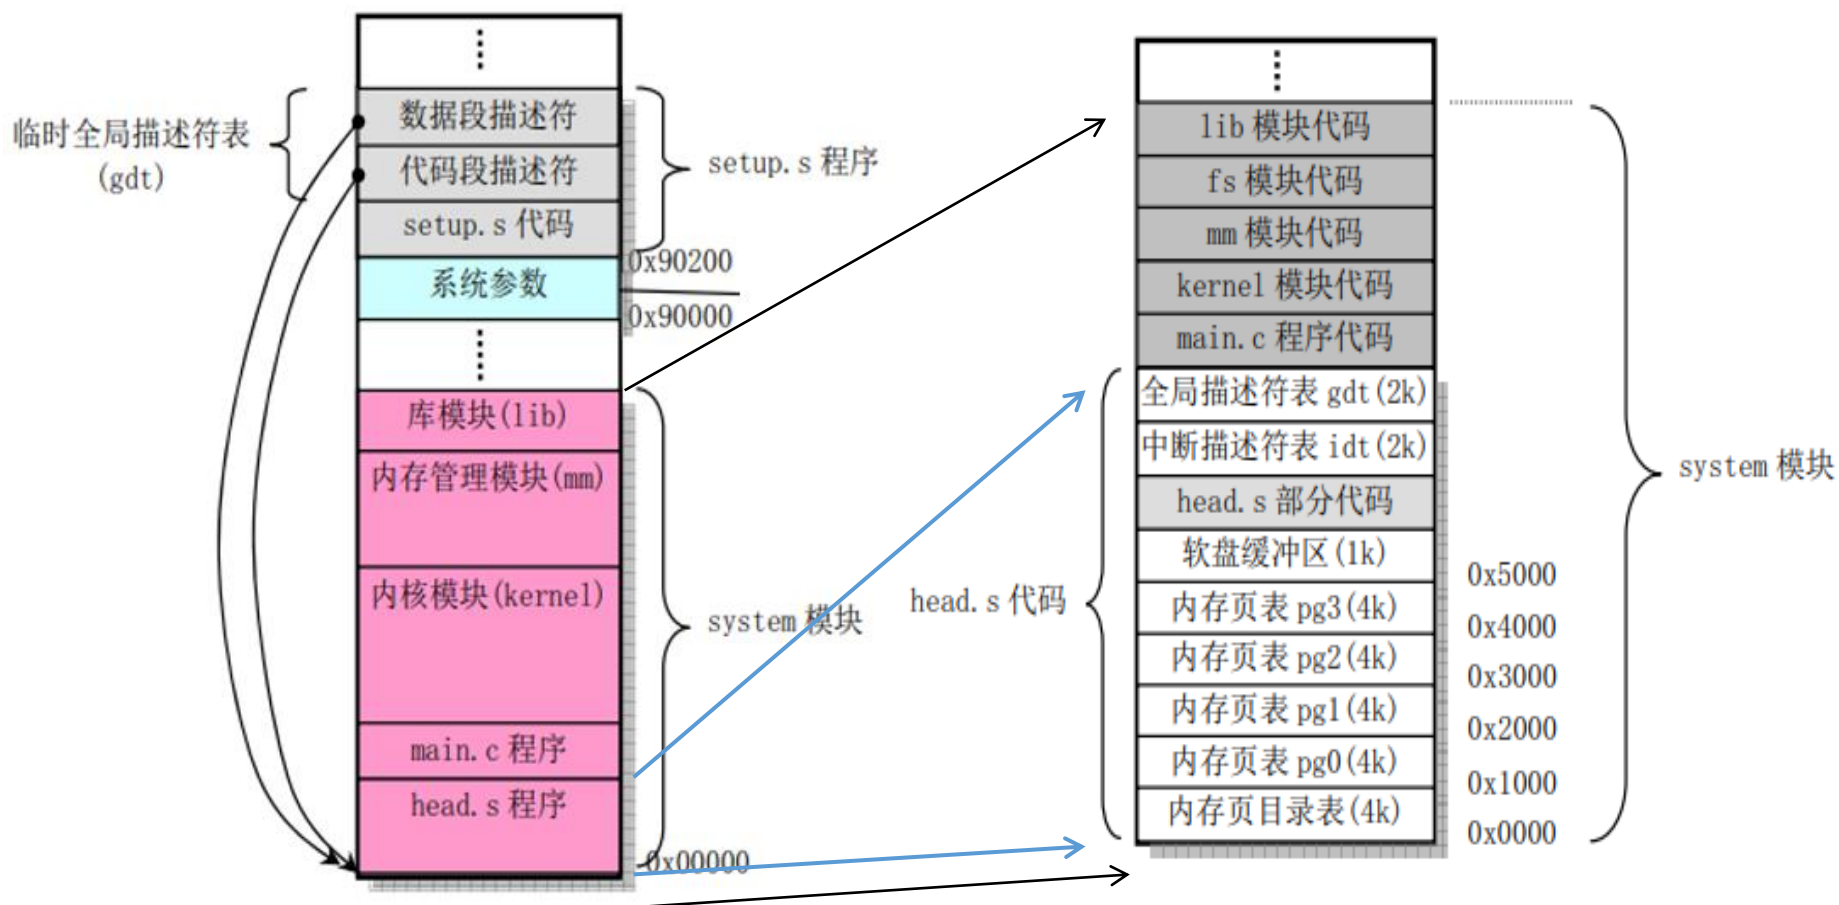 临时全局描述符表
(gdt)
数据段描述符
代码段描述符
setup.s 代码
系统参数
库模块(lib)
内存管理模块(mm)
内核模块(kernel)
main.c 程序
head.s 程序
setup.s 程序
0x90200
0x90000
system 模块
0x00000
lib 模块代码
fs 模块代码
mm 模块代码
kernel 模块代码
main.c 程序代码
全局描述符表 gdt(2k)
中断描述符表 idt(2k)
head.s 部分代码
软盘缓冲区(1k)
内存页表 pg3(4k)
内存页表 pg2(4k)
内存页表 pg1(4k)
内存页表 pg0(4k)
内存页目录表(4k)
head.s 代码
0x5000
0x4000
0x3000
0x2000
0x1000
0x0000
system 模块